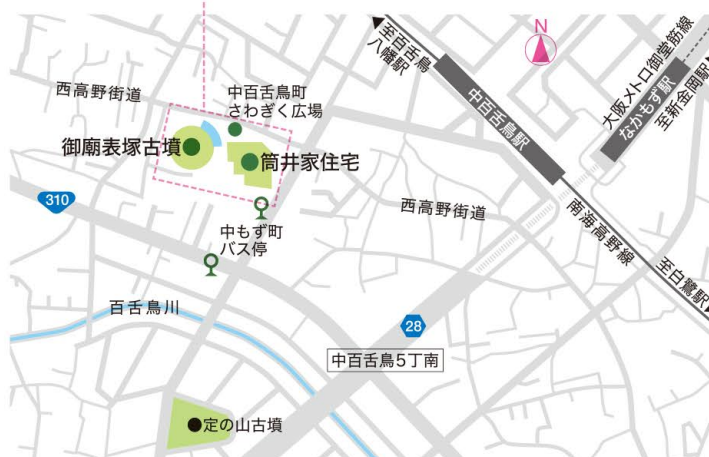 至百舌鳥
八幡駅
N
大阪メトロ御堂筋線
なかもず駅
至新金岡駅
中百舌鳥駅
西高野街道
中百舌鳥町
さわぎく広場
御廟表塚古墳
筒井家住宅
310
西高野街道
中もず町
バス停
南海高野線
至白鷺駅
百舌鳥川
28
中百舌鳥5丁南
定の山古墳